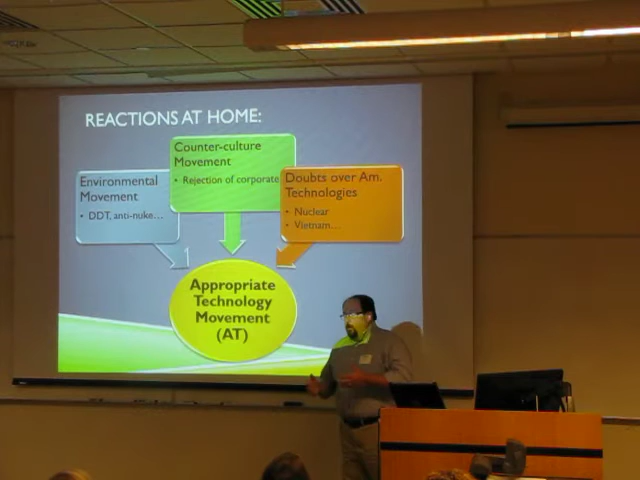 REACTIONS AT HOME:
Counter-culture
Movement
• Rejection of corporate
Environmental
Movement
• DDT, anti-nuke...
Doubts over Am.
Technologies
• Nuclear
• Vietnam...
Appropriate
Technology
Movement
(AT)